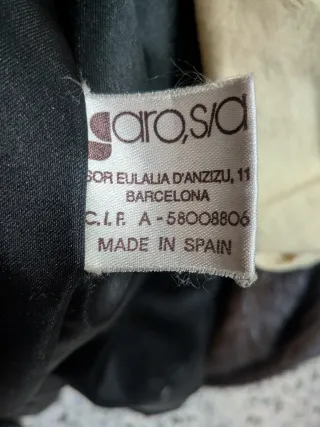 garo,s/a
SOR EULALIA D'ANZIZU, 11
BARCELONA
C.I.F. A-58008806
MADE IN SPAIN